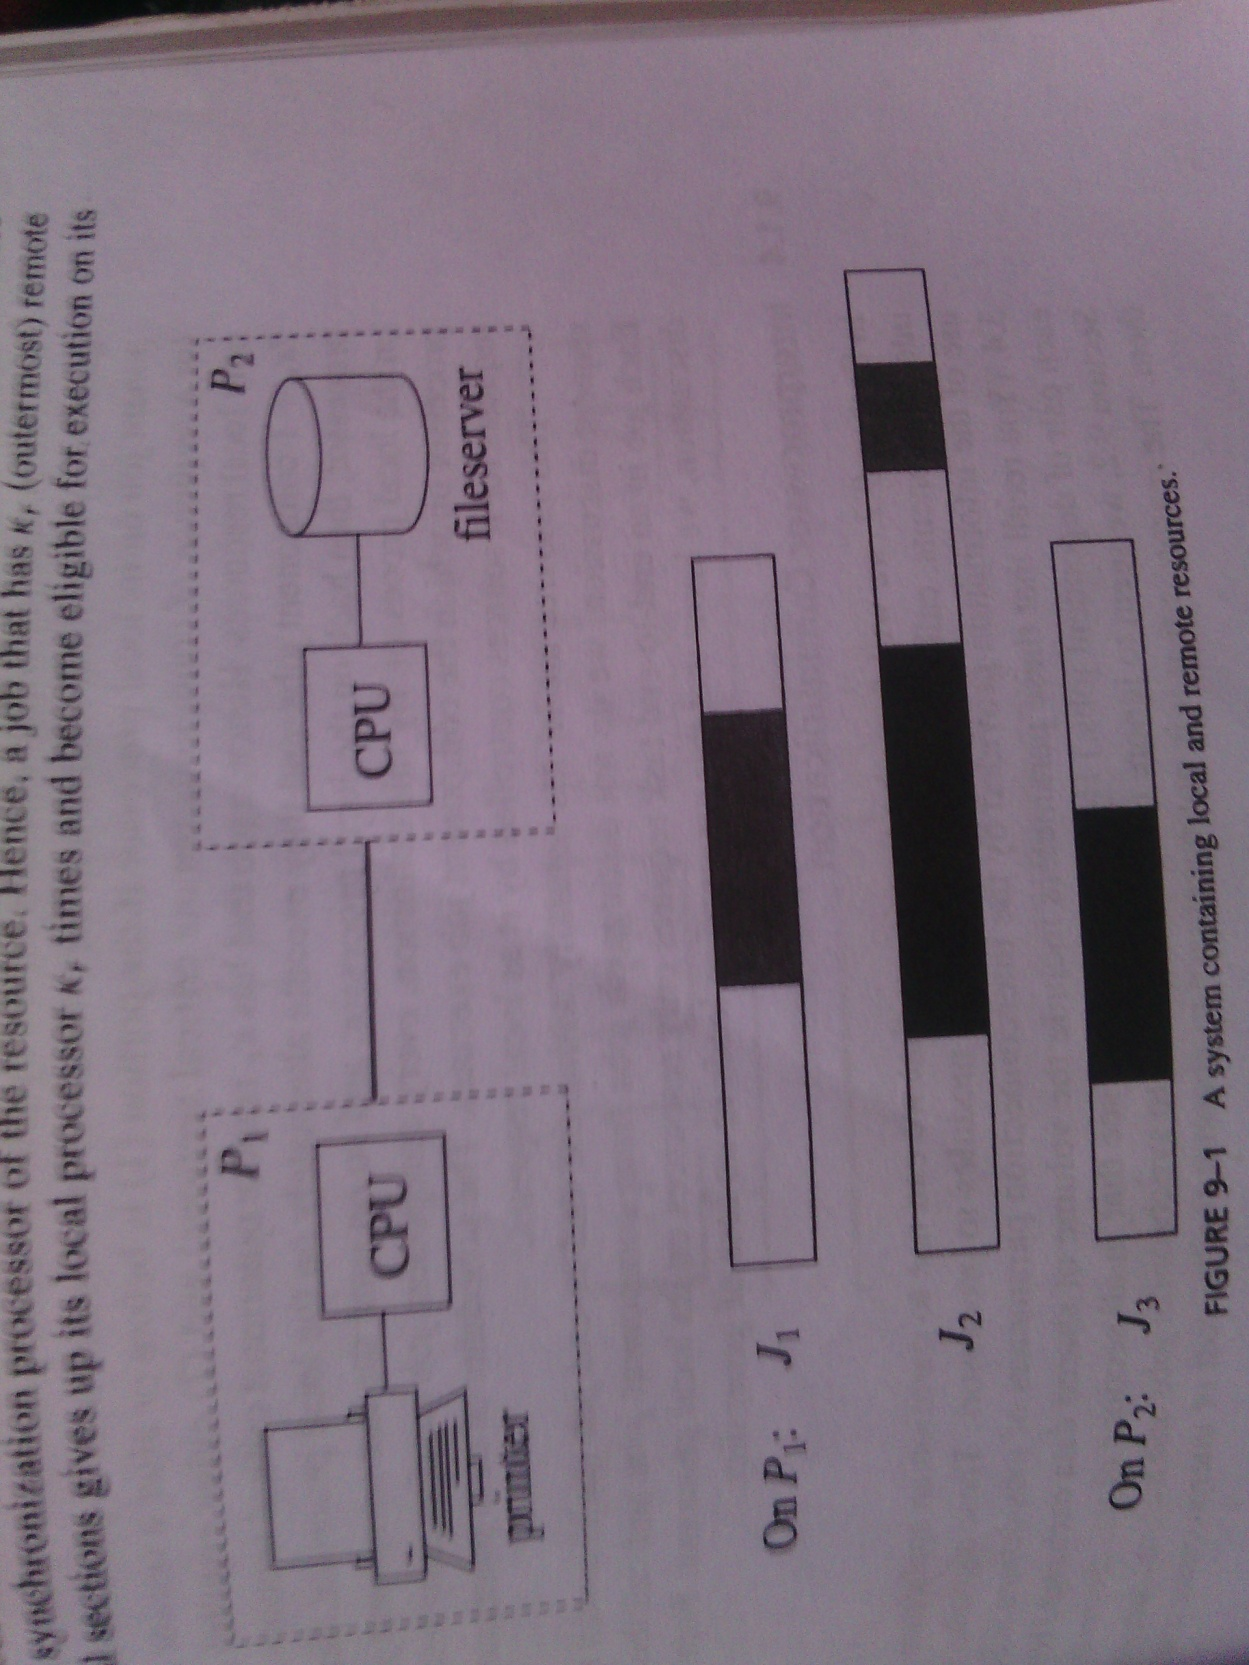 synchronization processor of the resource. Hence, a job that has κr (outermost) remote
sections gives up its local processor κr times and become eligible for execution on its
P1
P2
CPU
CPU
printer
fileserver
On P1: J1
J2
On P2: J3
FIGURE 9–1 A system containing local and remote resources.